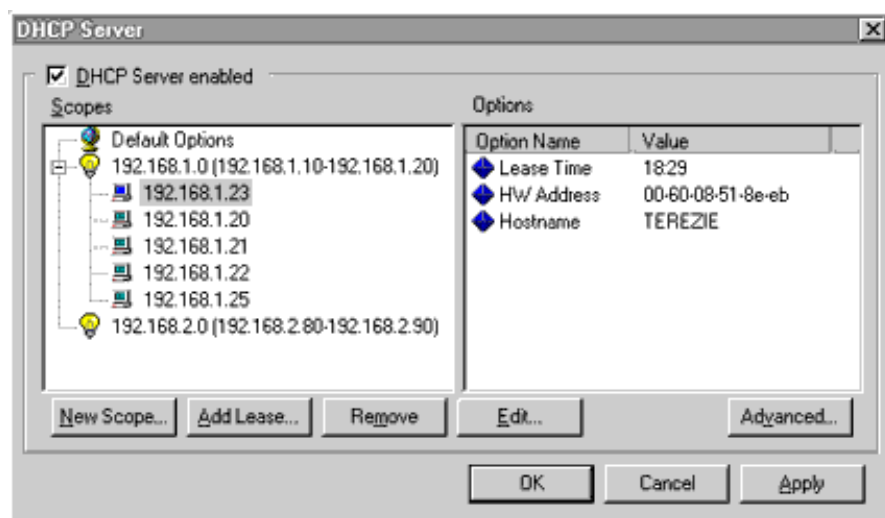 DHCP Server
DHCP Server enabled
Scopes
Default Options
192.168.1.0 (192.168.1.10-192.168.1.20)
192.168.1.23
192.168.1.20
192.168.1.21
192.168.1.22
192.168.1.25
192.168.2.0 (192.168.2.80-192.168.2.90)
Options
Option Name Value
Lease Time 18:29
HW Address 00-60-08-51-8e-eb
Hostname TEREZIE
New Scope... Add Lease... Remove Edit... Advanced...
OK Cancel Apply